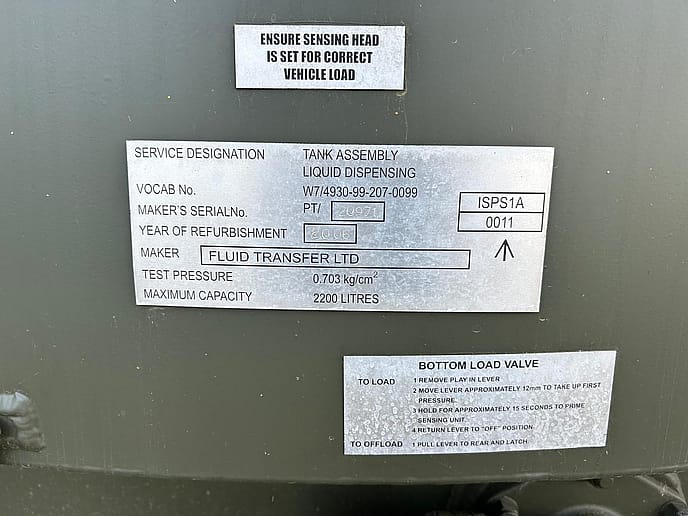 ENSURE SENSING HEAD
IS SET FOR CORRECT
VEHICLE LOAD
SERVICE DESIGNATION TANK ASSEMBLY
LIQUID DISPENSING
VOCAB No. W7/4930-99-207-0099
MAKER'S SERIALNo. PT/ 20971
YEAR OF REFURBISHMENT 2006
MAKER FLUID TRANSFER LTD
TEST PRESSURE 0.703 kg/cm²
MAXIMUM CAPACITY 2200 LITRES
ISPS1A
0011
BOTTOM LOAD VALVE
TO LOAD 1 REMOVE PLAY IN LEVER
2 MOVE LEVER APPROXIMATELY 12mm TO TAKE UP FIRST
PRESSURE.
3 HOLD FOR APPROXIMATELY 15 SECONDS TO PRIME
SENSING UNIT.
4 RETURN LEVER TO "OFF" POSITION
TO OFFLOAD 1 PULL LEVER TO REAR AND LATCH.